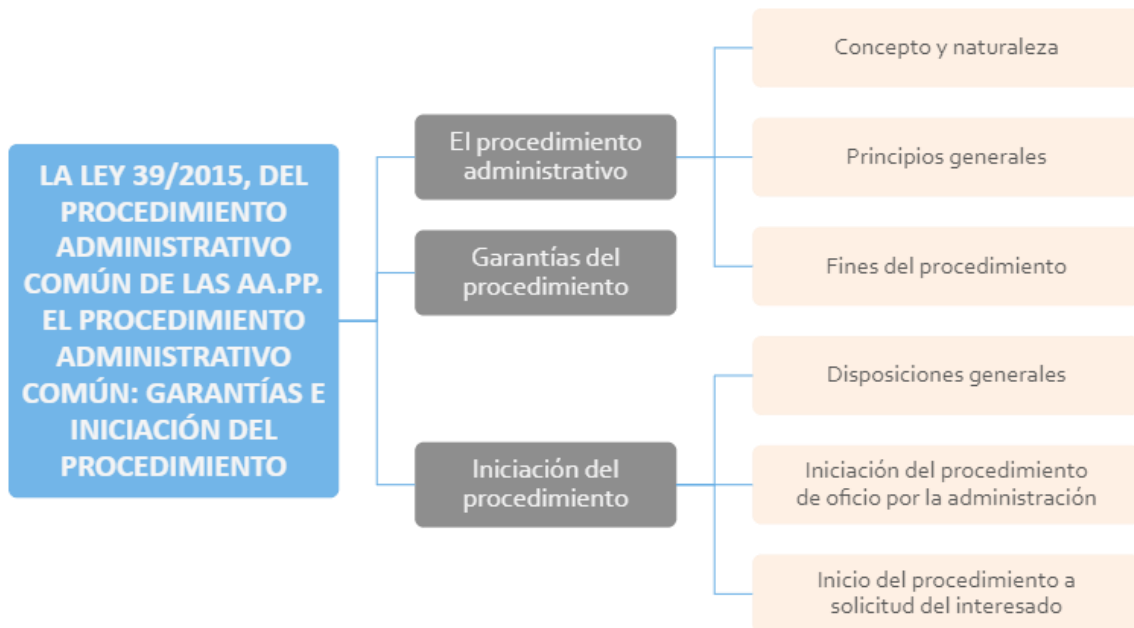 LA LEY 39/2015, DEL
PROCEDIMIENTO
ADMINISTRATIVO
COMÚN DE LAS AA.PP.
EL PROCEDIMIENTO
ADMINISTRATIVO
COMÚN: GARANTÍAS E
INICIACIÓN DEL
PROCEDIMIENTO
El procedimiento
administrativo
Concepto y naturaleza
Principios generales
Fines del procedimiento
Garantías del
procedimiento
Iniciación del
procedimiento
Disposiciones generales
Iniciación del procedimiento
de oficio por la administración
Inicio del procedimiento a
solicitud del interesado